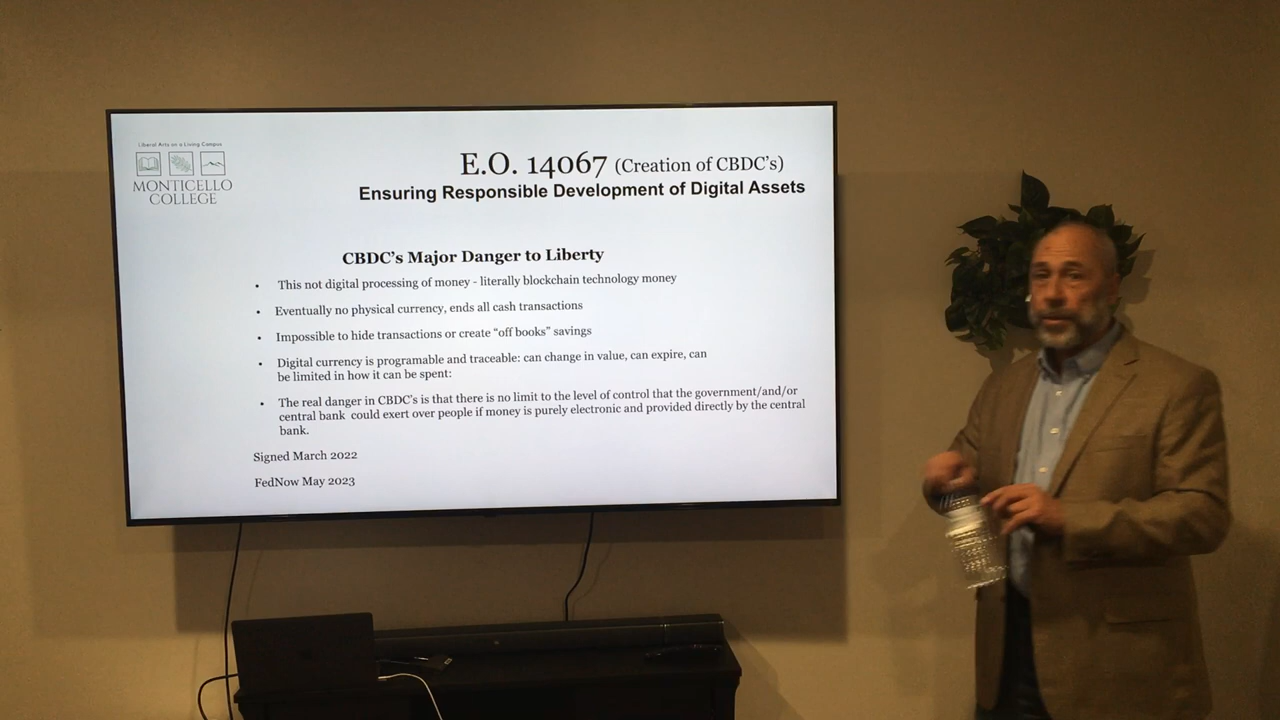 Liberal Arts on a Living Campus
MONTICELLO
COLLEGE
E.O. 14067 (Creation of CBDC's)
Ensuring Responsible Development of Digital Assets
CBDC's Major Danger to Liberty
• This not digital processing of money - literally blockchain technology money
• Eventually no physical currency, ends all cash transactions
• Impossible to hide transactions or create “off books” savings
• Digital currency is programable and traceable: can change in value, can expire, can
be limited in how it can be spent:
• The real danger in CBDC's is that there is no limit to the level of control that the government/and/or
central bank could exert over people if money is purely electronic and provided directly by the central
bank.
Signed March 2022
FedNow May 2023